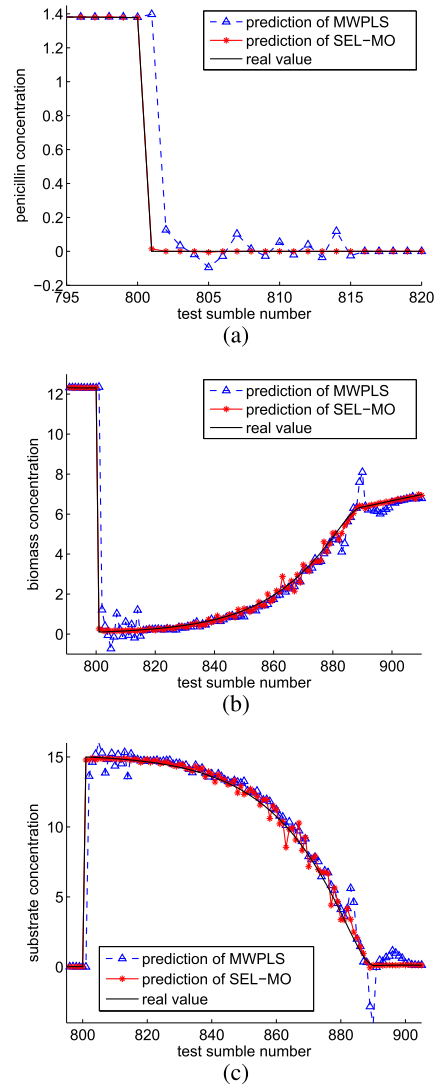 1.4
1.2
1
0.8
0.6
0.4
0.2
0
−0.2
penicillin concentration
prediction of MWPLS
prediction of SEL−MO
real value
795 800 805 810 815 820
test sumble number
(a)
12
10
8
6
4
2
0
biomass concentration
prediction of MWPLS
prediction of SEL−MO
real value
800 820 840 860 880 900
test sumble number
(b)
15
10
5
0
substrate concentration
prediction of MWPLS
prediction of SEL−MO
real value
800 820 840 860 880 900
test sumble number
(c)